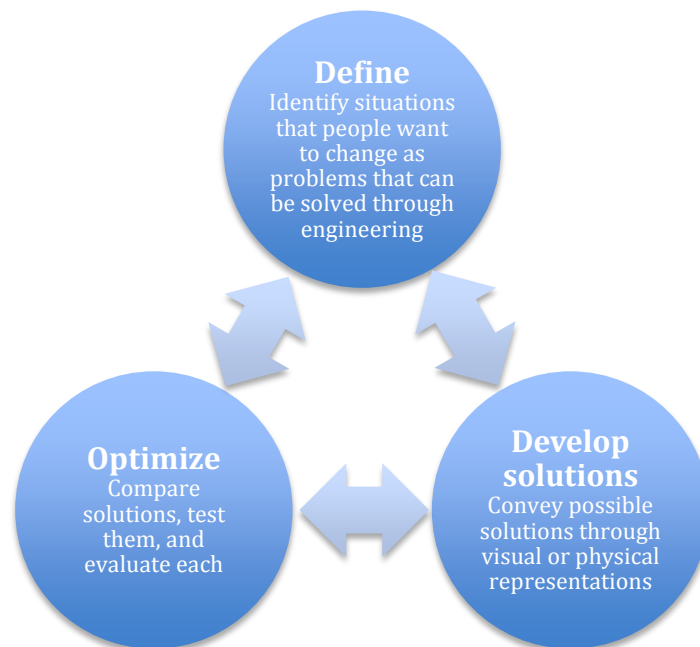 Define
Identify situations
that people want
to change as
problems that can
be solved through
engineering
Optimize
Compare
solutions, test
them, and
evaluate each
Develop
solutions
Convey possible
solutions through
visual or physical
representations